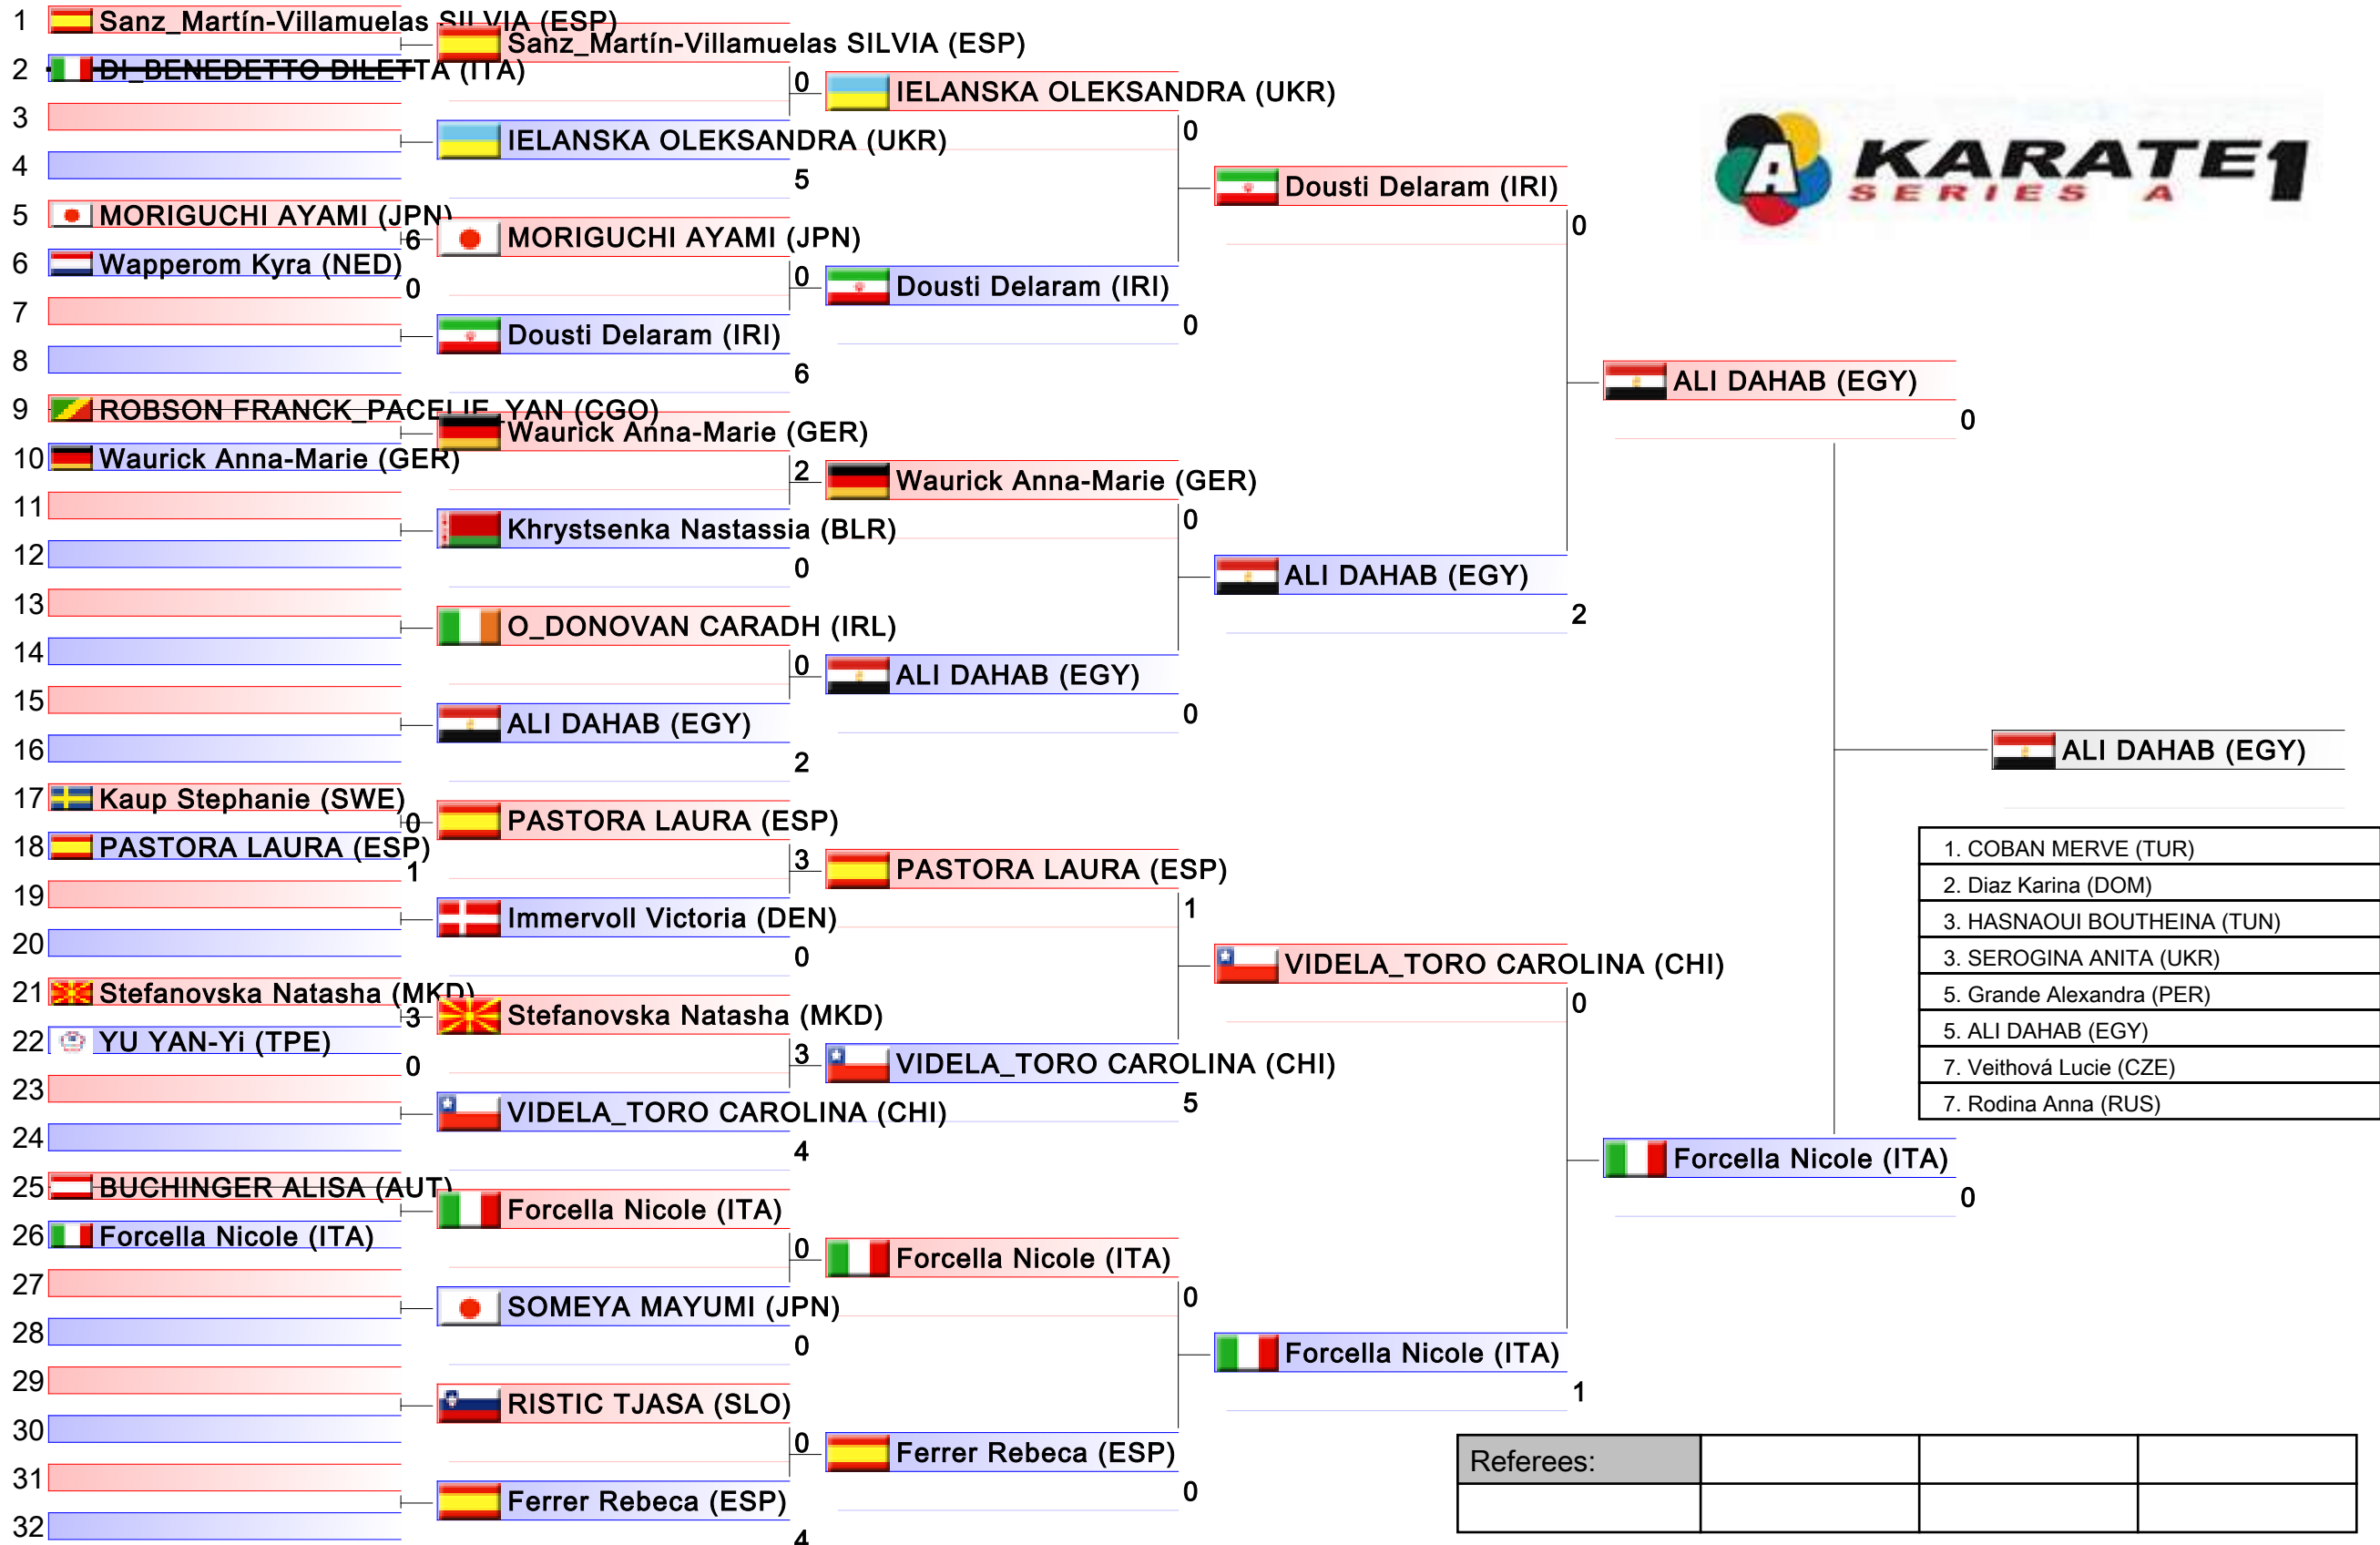 1 Sanz_Martín-Villamuelas SILVIA (ESP)
2 DI_BENEDETTO DILETTA (ITA)
3
4
5 MORIGUCHI AYAMI (JPN)
6
6 Wapperom Kyra (NED)
0
7
8
9 ROBSON FRANCK_PACELIE_YAN (CGO)
10 Waurick Anna-Marie (GER)
11
12
13
14
15
16
17 Kaup Stephanie (SWE)
0
18 PASTORA LAURA (ESP)
1
19
20
21 Stefanovska Natasha (MKD)
3
22 YU YAN-Yi (TPE)
0
23
24
25 BUCHINGER ALISA (AUT)
26 Forcella Nicole (ITA)
27
28
29
30
31
32
Sanz_Martín-Villamuelas SILVIA (ESP)
0
IELANSKA OLEKSANDRA (UKR)
5
MORIGUCHI AYAMI (JPN)
0
Dousti Delaram (IRI)
6
Waurick Anna-Marie (GER)
2
Khrystsenka Nastassia (BLR)
0
O_DONOVAN CARADH (IRL)
0
ALI DAHAB (EGY)
2
PASTORA LAURA (ESP)
3
Immervoll Victoria (DEN)
0
Stefanovska Natasha (MKD)
3
VIDELA_TORO CAROLINA (CHI)
4
Forcella Nicole (ITA)
0
SOMEYA MAYUMI (JPN)
0
RISTIC TJASA (SLO)
0
Ferrer Rebeca (ESP)
4
IELANSKA OLEKSANDRA (UKR)
0
Dousti Delaram (IRI)
0
Waurick Anna-Marie (GER)
0
ALI DAHAB (EGY)
0
PASTORA LAURA (ESP)
1
VIDELA_TORO CAROLINA (CHI)
5
Forcella Nicole (ITA)
0
Ferrer Rebeca (ESP)
0
Dousti Delaram (IRI)
0
ALI DAHAB (EGY)
2
VIDELA_TORO CAROLINA (CHI)
0
Forcella Nicole (ITA)
1
ALI DAHAB (EGY)
0
Forcella Nicole (ITA)
0
A KARATE1
SERIES A
ALI DAHAB (EGY)
1. COBAN MERVE (TUR)
2. Diaz Karina (DOM)
3. HASNAOUI BOUTHEINA (TUN)
3. SEROGINA ANITA (UKR)
5. Grande Alexandra (PER)
5. ALI DAHAB (EGY)
7. Veithová Lucie (CZE)
7. Rodina Anna (RUS)
Referees: